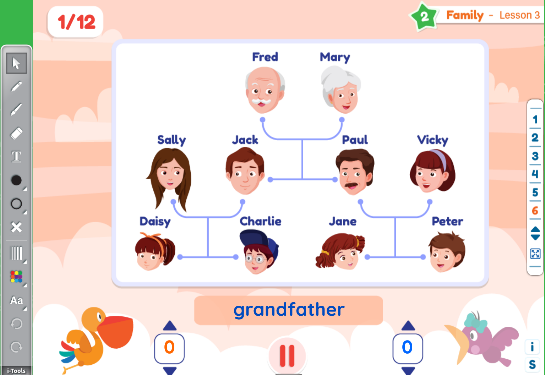 1/12
2 Family - Lesson 3
Fred Mary
Sally Jack Paul Vicky
Daisy Charlie Jane Peter
grandfather
0 0
1
2
3
4
5
6
i
S
T
Aa
i-Tools